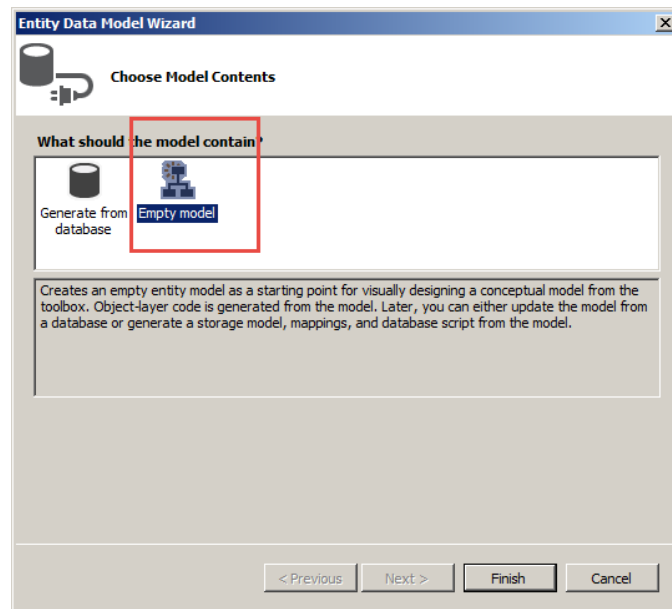 Entity Data Model Wizard
Choose Model Contents
What should the model contain?
Generate from
database
Empty model
Creates an empty entity model as a starting point for visually designing a conceptual model from the
toolbox. Object-layer code is generated from the model. Later, you can either update the model from
a database or generate a storage model, mappings, and database script from the model.
< Previous
Next >
Finish
Cancel